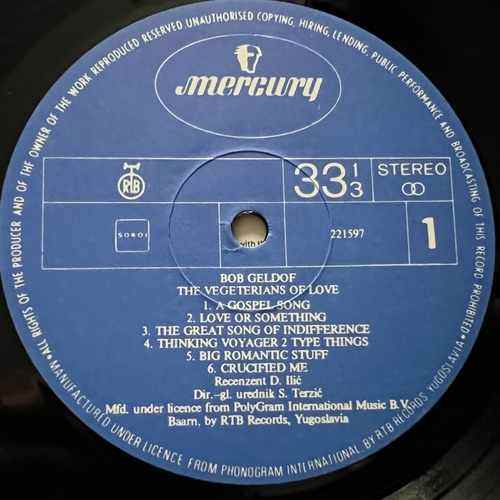 ALL RIGHTS OF THE PRODUCER AND OF THE OWNER OF THE WORK REPRODUCED RESERVED UNAUTHORISED COPYING, HIRING, LENDING, PUBLIC PERFORMANCE AND BROADCASTING OF THIS RECORD PROHIBITED
mercury
RTB
33 1/3
STEREO
SOKOJ
with
221597
1
BOB GELDOF
THE VEGETERIANS OF LOVE
1. A GOSPEL SONG
2. LOVE OR SOMETHING
3. THE GREAT SONG OF INDIFFERENCE
4. THINKING VOYAGER 2 TYPE THINGS
5. BIG ROMANTIC STUFF
6. CRUCIFIED ME
Recenzent D. Ilić
Dir.-gl. urednik S. Terzić
Mfd. under licence from PolyGram International Music B.V.
Baarn, by RTB Records, Yugoslavia
MANUFACTURED UNDER LICENCE FROM PHONOGRAM INTERNATIONAL B.V. BY RTB RECORDS YUGOSLAVIA